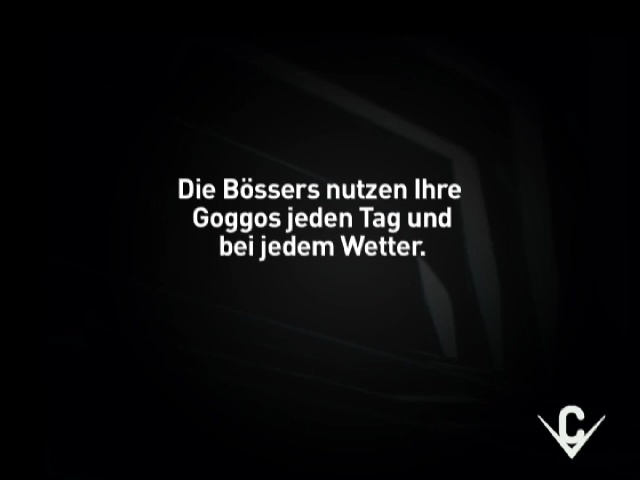 Die Bössers nutzen Ihre
Goggos jeden Tag und
bei jedem Wetter.
C